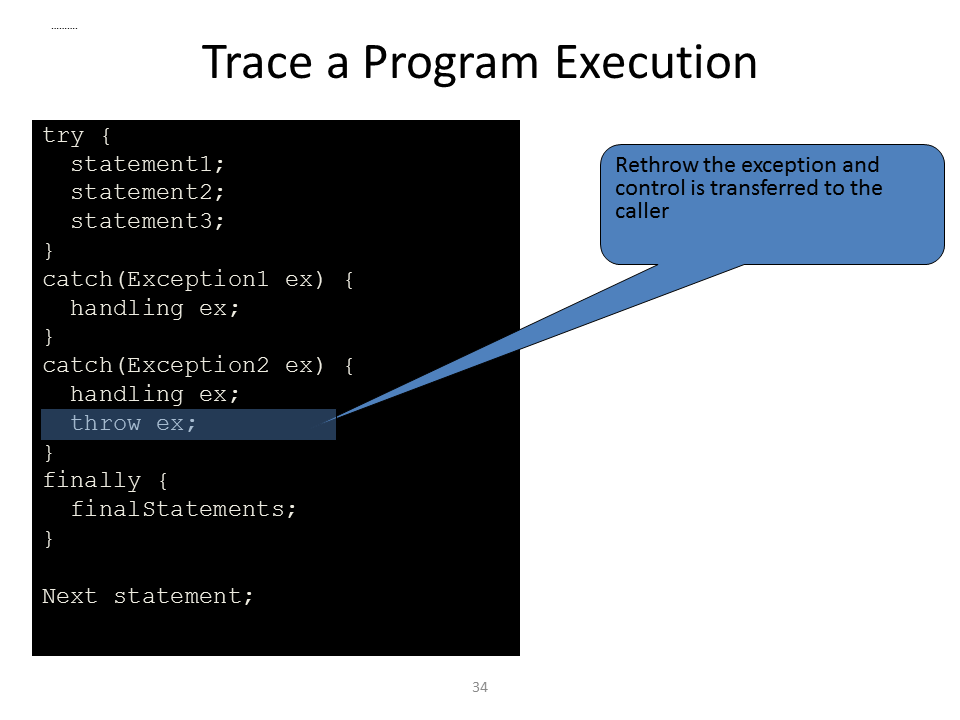 ..........
Trace a Program Execution
try {
statement1;
statement2;
statement3;
}
catch(Exception1 ex) {
handling ex;
}
catch(Exception2 ex) {
handling ex;
throw ex;
}
finally {
finalStatements;
}
Next statement;
Rethrow the exception and
control is transferred to the
caller
34